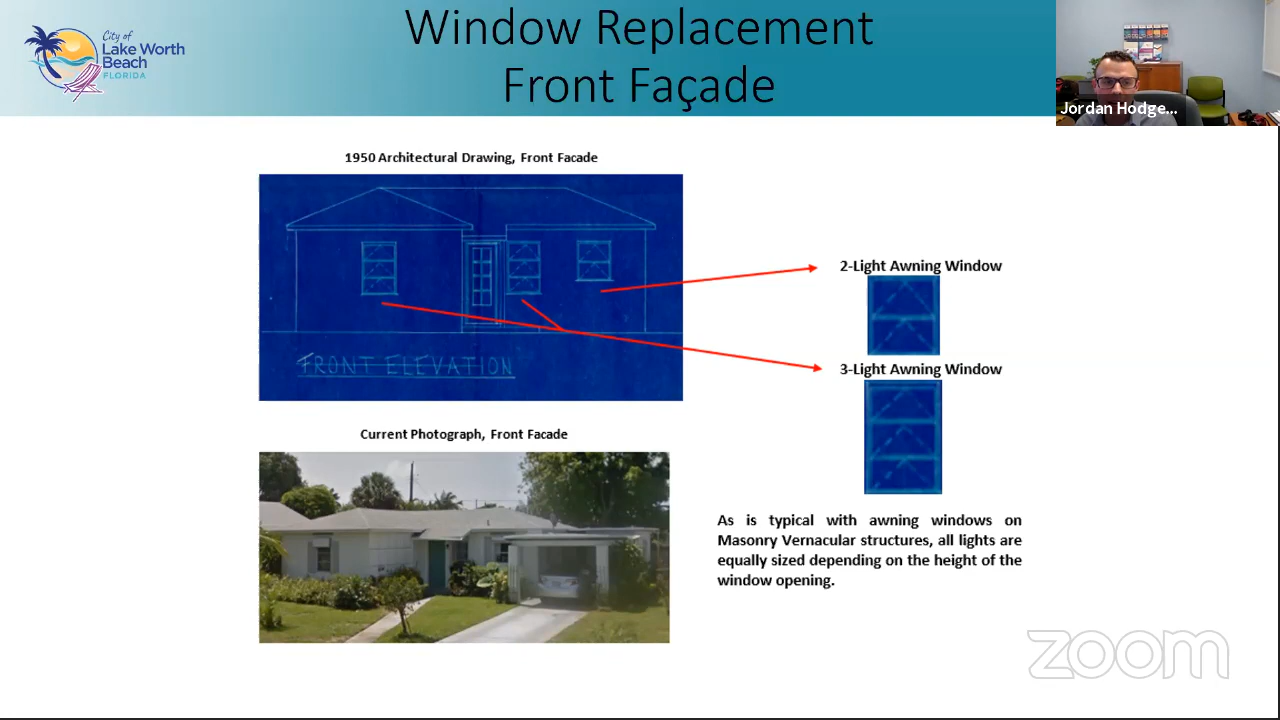 Window Replacement
Front Façade
City of
Lake Worth
Beach
FLORIDA
Jordan Hodge...
1950 Architectural Drawing, Front Facade
FRONT ELEVATION
2-Light Awning Window
3-Light Awning Window
Current Photograph, Front Facade
As is typical with awning windows on
Masonry Vernacular structures, all lights are
equally sized depending on the height of the
window opening.
zoom